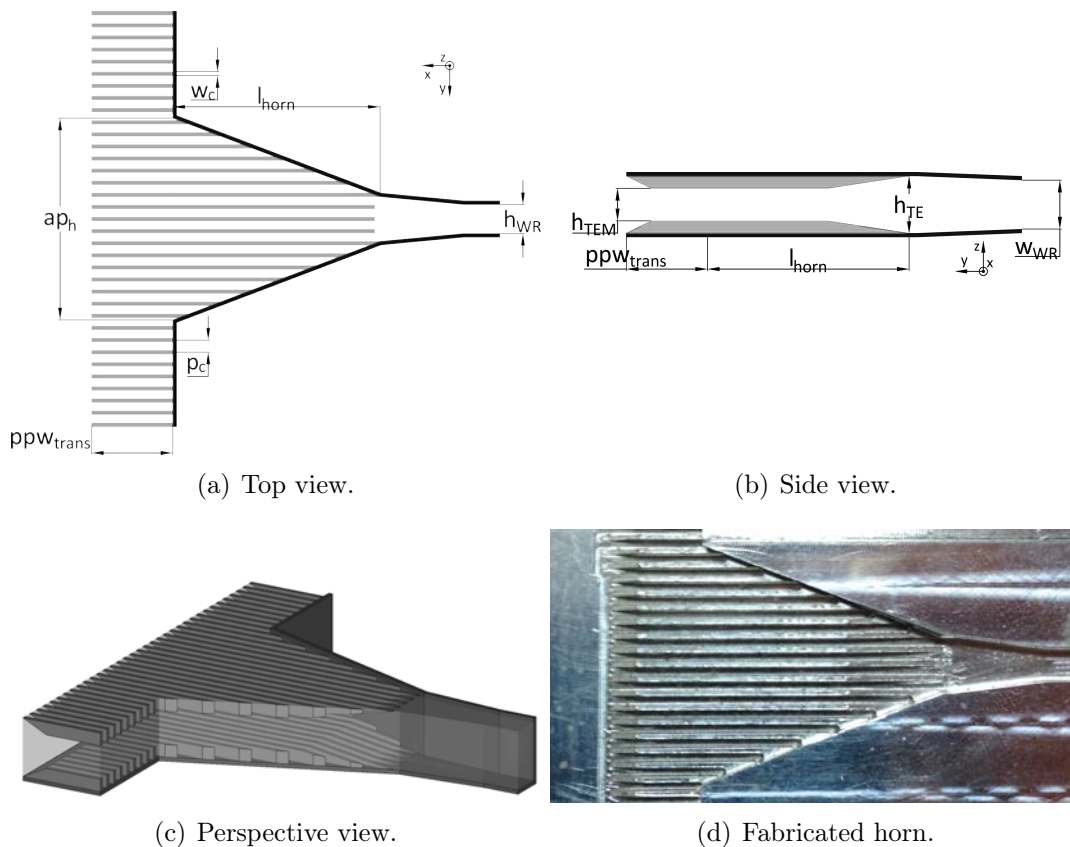 z
x
y
w_c
l_horn
ap_h
h_WR
p_c
ppw_trans
h_TE
h_TEM
w_WR
ppw_trans
l_horn
z
y
x
(a) Top view.
(b) Side view.
(c) Perspective view.
(d) Fabricated horn.